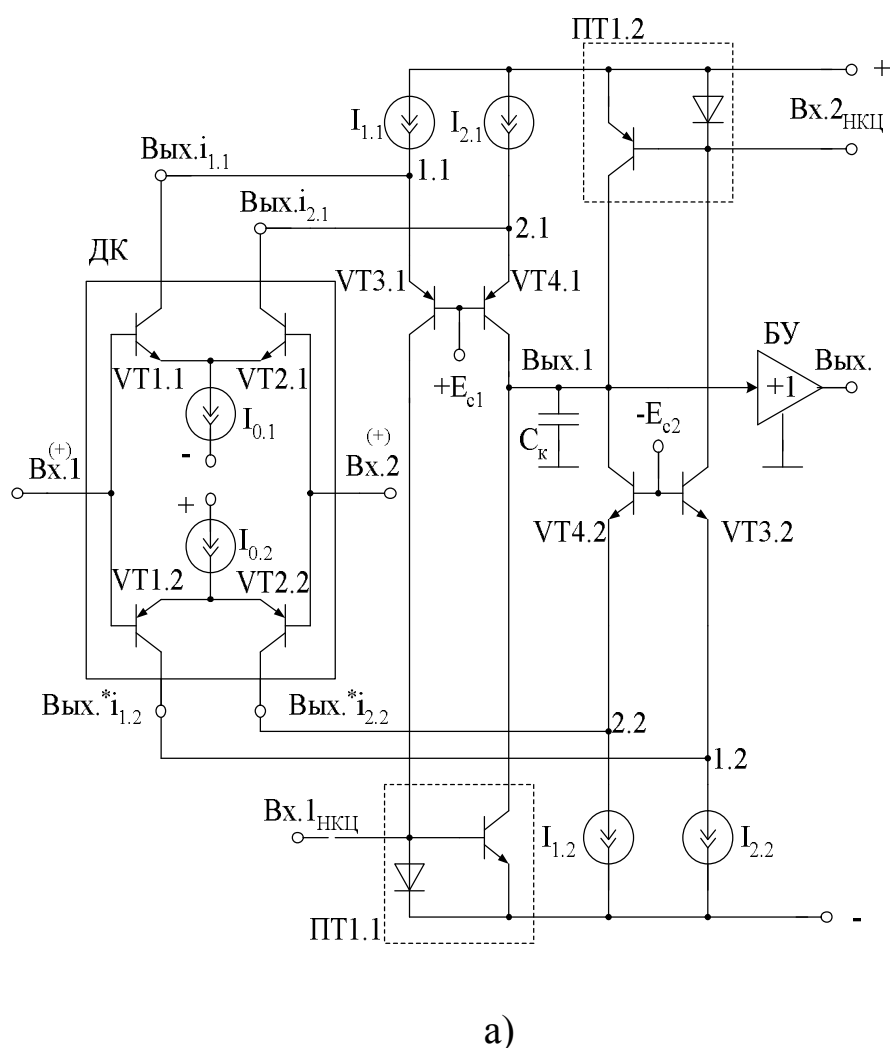 ПТ1.2
+
I1.1
I2.1
Вх.2НКЦ
Вых.i1.1
1.1
Вых.i2.1
2.1
ДК
VT3.1
VT4.1
БУ
VT1.1
VT2.1
+Ec1
Вых.1
+1
Вых.
I0.1
Cк
-Ec2
-
Вх.1(+)
Вх.2(+)
+
I0.2
VT4.2
VT3.2
VT1.2
VT2.2
Вых.*i1.2
Вых.*i2.2
2.2
1.2
Вх.1НКЦ
I1.2
I2.2
ПТ1.1
-
а)